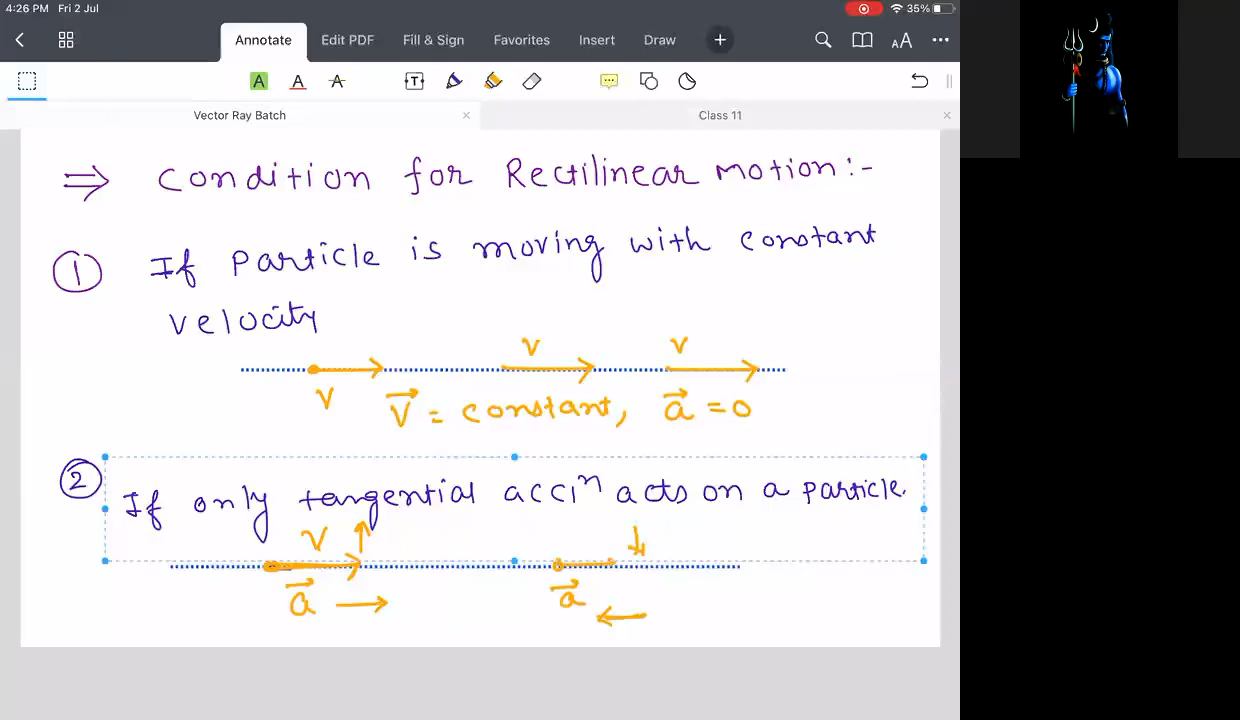 4:26 PM Fri 2 Jul 35%
Annotate Edit PDF Fill & Sign Favorites Insert Draw
Vector Ray Batch Class 11
⇒ Condition for Rectilinear motion:-
① If particle is moving with constant
velocity
v v
v
v⃗ = constant, a⃗ = 0
② If only tangential accⁿ acts on a particle.
v ↑ ↓
a⃗ → a⃗ ←